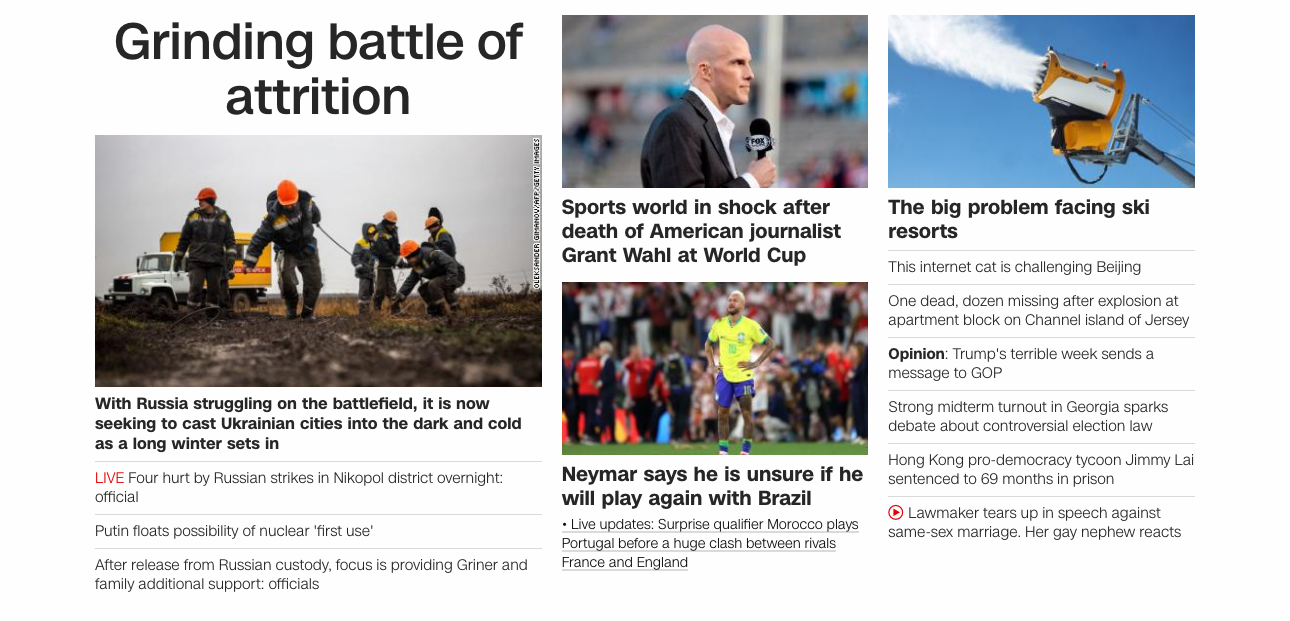 Grinding battle of
attrition
OLEKSANDER GIMANOV/AFP/GETTY IMAGES
With Russia struggling on the battlefield, it is now
seeking to cast Ukrainian cities into the dark and cold
as a long winter sets in
LIVE Four hurt by Russian strikes in Nikopol district overnight:
official
Putin floats possibility of nuclear 'first use'
After release from Russian custody, focus is providing Griner and
family additional support: officials
FOX
Sports world in shock after
death of American journalist
Grant Wahl at World Cup
10
Neymar says he is unsure if he
will play again with Brazil
• Live updates: Surprise qualifier Morocco plays
Portugal before a huge clash between rivals
France and England
The big problem facing ski
resorts
This internet cat is challenging Beijing
One dead, dozen missing after explosion at
apartment block on Channel island of Jersey
Opinion: Trump's terrible week sends a
message to GOP
Strong midterm turnout in Georgia sparks
debate about controversial election law
Hong Kong pro-democracy tycoon Jimmy Lai
sentenced to 69 months in prison
Lawmaker tears up in speech against
same-sex marriage. Her gay nephew reacts